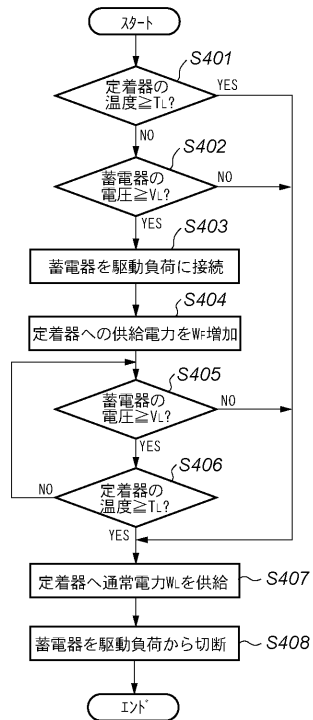 スタート
S401
定着器の
温度≧TL?
YES
NO
S402
蓄電器の
電圧≧VL?
NO
YES
S403
蓄電器を駆動負荷に接続
S404
定着器への供給電力をWF増加
S405
蓄電器の
電圧≧VL?
NO
YES
S406
定着器の
温度≧TL?
NO
YES
定着器へ通常電力WLを供給
S407
蓄電器を駆動負荷から切断
S408
エンド